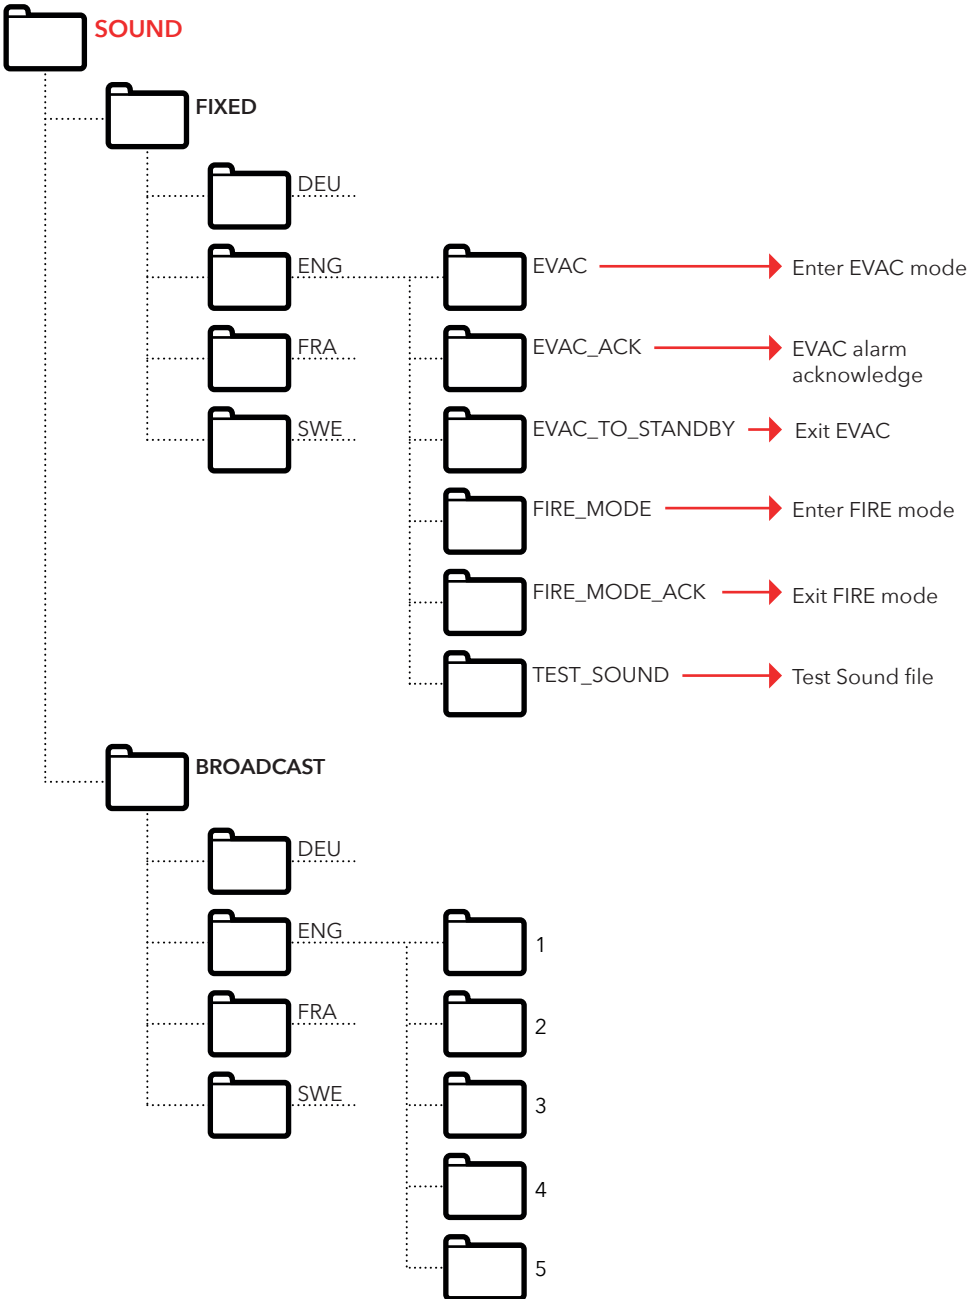 SOUND
FIXED
DEU
ENG
EVAC
Enter EVAC mode
FRA
EVAC_ACK
EVAC alarm
acknowledge
SWE
EVAC_TO_STANDBY
Exit EVAC
FIRE_MODE
Enter FIRE mode
FIRE_MODE_ACK
Exit FIRE mode
TEST_SOUND
Test Sound file
BROADCAST
DEU
ENG
1
FRA
2
SWE
3
4
5